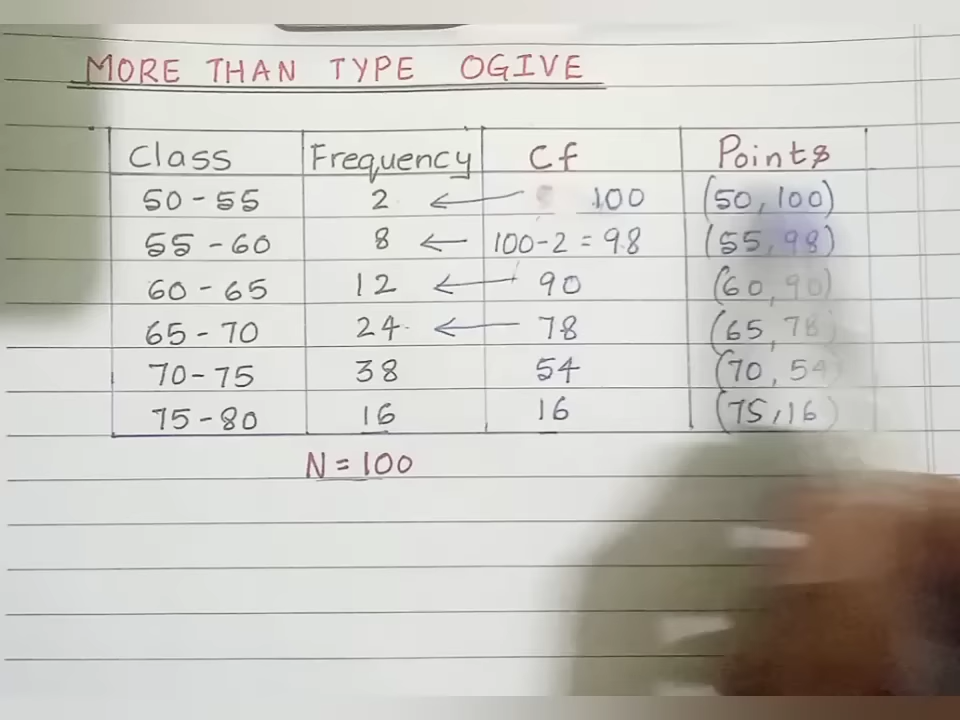 MORE THAN TYPE OGIVE
Class Frequency Cf Points
50 - 55 2 ← 100 (50, 100)
55 - 60 8 ← 100-2 = 98 (55, 98)
60 - 65 12 ← 90 (60, 90)
65 - 70 24 ← 78 (65, 78
70-75 38 54 (70, 54
75-80 16 16 (75, 16)
N = 100